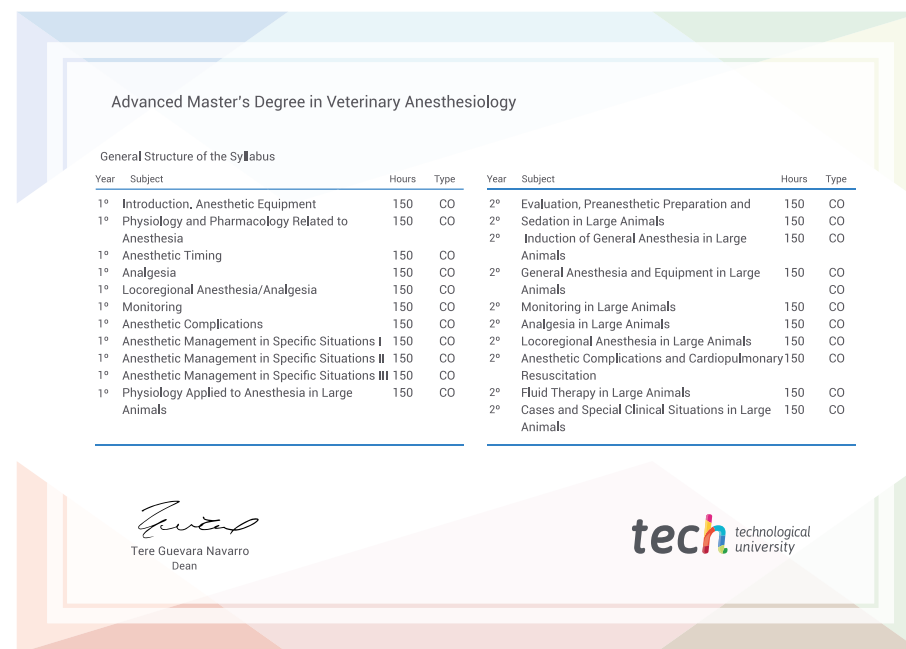 Advanced Master's Degree in Veterinary Anesthesiology
General Structure of the Syllabus
Year Subject Hours Type
1º Introduction. Anesthetic Equipment 150 CO
1º Physiology and Pharmacology Related to 150 CO
Anesthesia
1º Anesthetic Timing 150 CO
1º Analgesia 150 CO
1º Locoregional Anesthesia/Analgesia 150 CO
1º Monitoring 150 CO
1º Anesthetic Complications 150 CO
1º Anesthetic Management in Specific Situations I 150 CO
1º Anesthetic Management in Specific Situations II 150 CO
1º Anesthetic Management in Specific Situations III 150 CO
1º Physiology Applied to Anesthesia in Large 150 CO
Animals
Year Subject Hours Type
2º Evaluation, Preanesthetic Preparation and 150 CO
2º Sedation in Large Animals 150 CO
2º Induction of General Anesthesia in Large 150 CO
Animals
2º General Anesthesia and Equipment in Large 150 CO
Animals CO
2º Monitoring in Large Animals 150 CO
2º Analgesia in Large Animals 150 CO
2º Locoregional Anesthesia in Large Animals 150 CO
2º Anesthetic Complications and Cardiopulmonary 150 CO
Resuscitation
2º Fluid Therapy in Large Animals 150 CO
2º Cases and Special Clinical Situations in Large 150 CO
Animals
Tere Guevara Navarro
Dean
tech technological
university